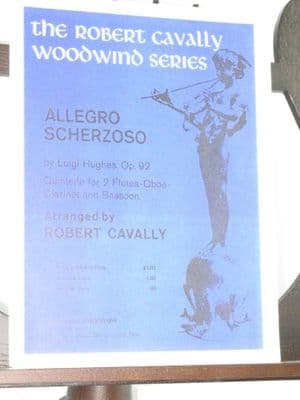 the Robert Cavally
Woodwind Series
ALLEGRO
SCHERZOSO
by Luigi Hughes, Op. 92
Quintette for 2 Flutes-Oboe-
Clarinet and Bassoon
Arranged by
ROBERT CAVALLY